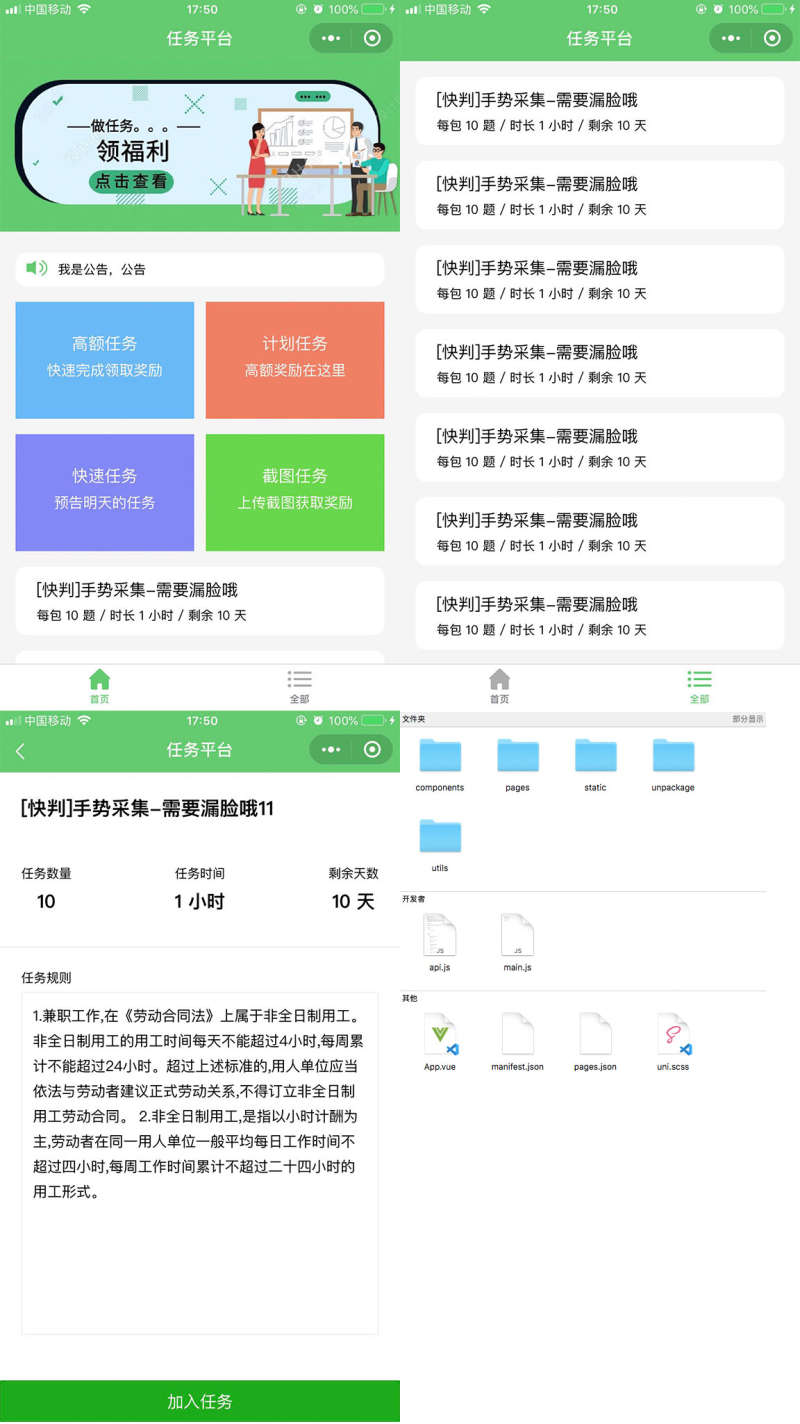 中国移动
17:50
100%
任务平台
做任务。。。
领福利
点击查看
我是公告，公告
高额任务
快速完成领取奖励
计划任务
高额奖励在这里
快速任务
预告明天的任务
截图任务
上传截图获取奖励
[快判]手势采集-需要漏脸哦
每包 10 题 / 时长 1 小时 / 剩余 10 天
首页
全部
中国移动
17:50
100%
任务平台
[快判]手势采集-需要漏脸哦
每包 10 题 / 时长 1 小时 / 剩余 10 天
[快判]手势采集-需要漏脸哦
每包 10 题 / 时长 1 小时 / 剩余 10 天
[快判]手势采集-需要漏脸哦
每包 10 题 / 时长 1 小时 / 剩余 10 天
[快判]手势采集-需要漏脸哦
每包 10 题 / 时长 1 小时 / 剩余 10 天
[快判]手势采集-需要漏脸哦
每包 10 题 / 时长 1 小时 / 剩余 10 天
[快判]手势采集-需要漏脸哦
每包 10 题 / 时长 1 小时 / 剩余 10 天
[快判]手势采集-需要漏脸哦
每包 10 题 / 时长 1 小时 / 剩余 10 天
首页
全部
中国移动
17:50
100%
任务平台
[快判]手势采集-需要漏脸哦11
任务数量
任务时间
剩余天数
10
1 小时
10 天
任务规则
1.兼职工作,在《劳动合同法》上属于非全日制用工。
非全日制用工的用工时间每天不能超过4小时,每周累
计不能超过24小时。超过上述标准的,用人单位应当
依法与劳动者建议正式劳动关系,不得订立非全日制
用工劳动合同。 2.非全日制用工,是指以小时计酬为
主,劳动者在同一用人单位一般平均每日工作时间不
超过四小时,每周工作时间累计不超过二十四小时的
用工形式。
加入任务
文件夹
部分显示
components
pages
static
unpackage
utils
开发者
JS
JS
api.js
main.js
其他
App.vue
manifest.json
pages.json
uni.scss